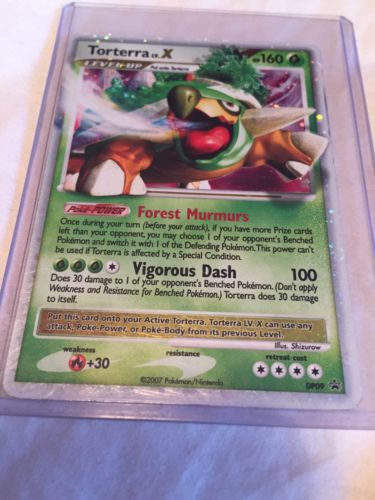 Torterra LV.X
HP160
LEVEL-UP Put onto Torterra
Poké-POWER Forest Murmurs
Once during your turn (before your attack), if you have more Prize cards
left than your opponent, you may choose 1 of your opponent's Benched
Pokémon and switch it with 1 of the Defending Pokémon. This power can't
be used if Torterra is affected by a Special Condition.
Vigorous Dash 100
Does 30 damage to 1 of your opponent's Benched Pokémon. (Don't apply
Weakness and Resistance for Benched Pokémon.) Torterra does 30 damage
to itself.
Put this card onto your Active Torterra. Torterra LV.X can use any
attack, Poké-Power, or Poké-Body from its previous Level.
Illus. Shizurow
weakness resistance retreat cost
+30
©2007 Pokémon/Nintendo
DP09
PROMO